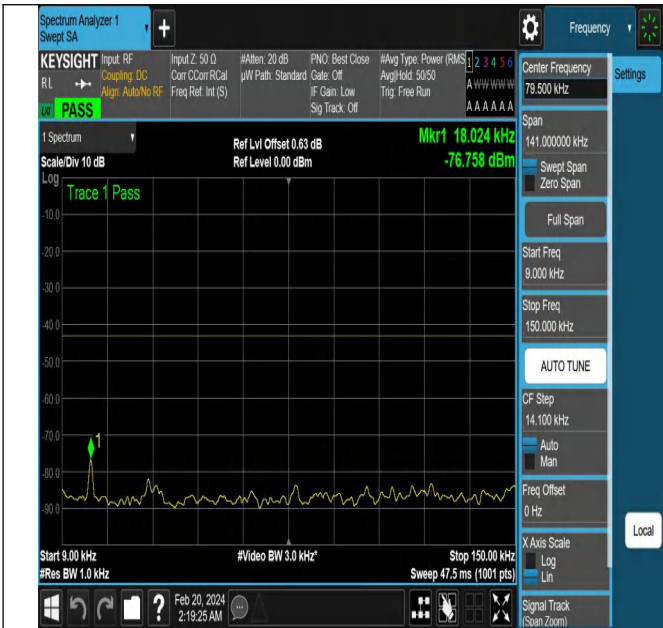 Spectrum Analyzer 1
Swept SA
+
Frequency
KEYSIGHT
RL
PASS
Input: RF
Coupling: DC
Align: Auto/No RF
Input Z: 50 Ω
Corr CCorr RCal
Freq Ref: Int (S)
#Atten: 20 dB
µW Path: Standard
PNO: Best Close
Gate: Off
IF Gain: Low
Sig Track: Off
#Avg Type: Power (RMS
Avg|Hold: 50/50
Trig: Free Run
1 2 3 4 5 6
A W W W W W
A A A A A A
Center Frequency
79.500 kHz
Settings
1 Spectrum
Scale/Div 10 dB
Ref Lvl Offset 0.63 dB
Ref Level 0.00 dBm
Mkr1 18.024 kHz
-76.758 dBm
Log
Trace 1 Pass
-10.0
-20.0
-30.0
-40.0
-50.0
-60.0
-70.0
-80.0
-90.0
1
Start 9.00 kHz
#Res BW 1.0 kHz
#Video BW 3.0 kHz*
Stop 150.00 kHz
Sweep 47.5 ms (1001 pts)
Span
141.000000 kHz
Swept Span
Zero Span
Full Span
Start Freq
9.000 kHz
Stop Freq
150.000 kHz
AUTO TUNE
CF Step
14.100 kHz
Auto
Man
Freq Offset
0 Hz
X Axis Scale
Log
Lin
Signal Track
(Span Zoom)
Local
?
Feb 20, 2024
2:19:25 AM